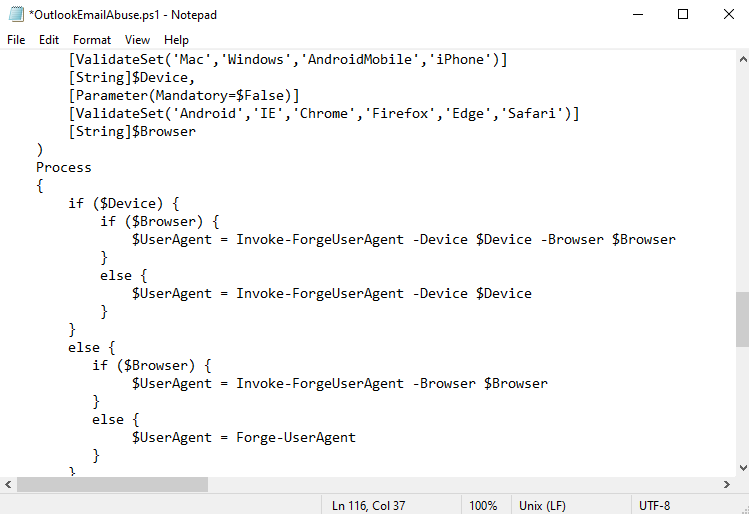 *OutlookEmailAbuse.ps1 - Notepad
File Edit Format View Help
[ValidateSet('Mac','Windows','AndroidMobile','iPhone')]
[String]$Device,
[Parameter(Mandatory=$False)]
[ValidateSet('Android','IE','Chrome','Firefox','Edge','Safari')]
[String]$Browser
)
Process
{
if ($Device) {
if ($Browser) {
$UserAgent = Invoke-ForgeUserAgent -Device $Device -Browser $Browser
}
else {
$UserAgent = Invoke-ForgeUserAgent -Device $Device
}
}
else {
if ($Browser) {
$UserAgent = Invoke-ForgeUserAgent -Browser $Browser
}
else {
$UserAgent = Forge-UserAgent
}
}
Ln 116, Col 37 100% Unix (LF) UTF-8